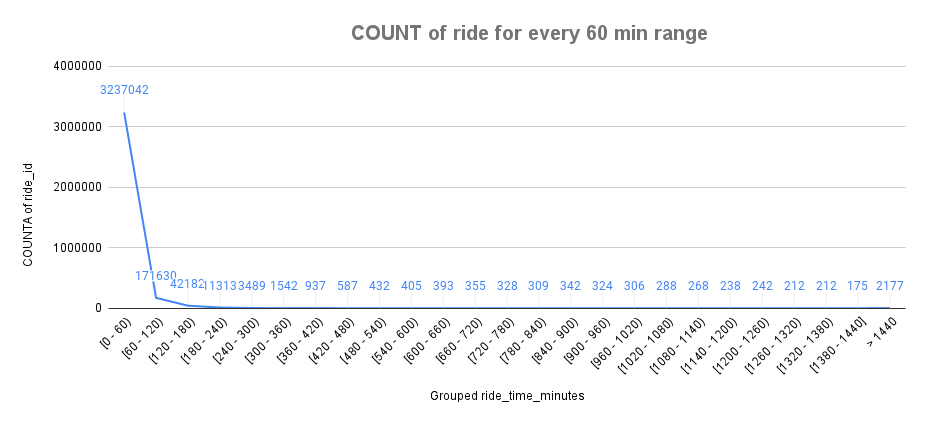 COUNT of ride for every 60 min range
4000000
3000000
2000000
1000000
0
COUNTA of ride_id
3237042
171630
42182
11313
3489
1542
937
587
432
405
393
355
328
309
342
324
306
288
268
238
242
212
212
175
2177
[0 - 60)
[60 - 120)
[120 - 180)
[180 - 240)
[240 - 300)
[300 - 360)
[360 - 420)
[420 - 480)
[480 - 540)
[540 - 600)
[600 - 660)
[660 - 720)
[720 - 780)
[780 - 840)
[840 - 900)
[900 - 960)
[960 - 1020)
[1020 - 1080)
[1080 - 1140)
[1140 - 1200)
[1200 - 1260)
[1260 - 1320)
[1320 - 1380)
[1380 - 1440]
> 1440
Grouped ride_time_minutes